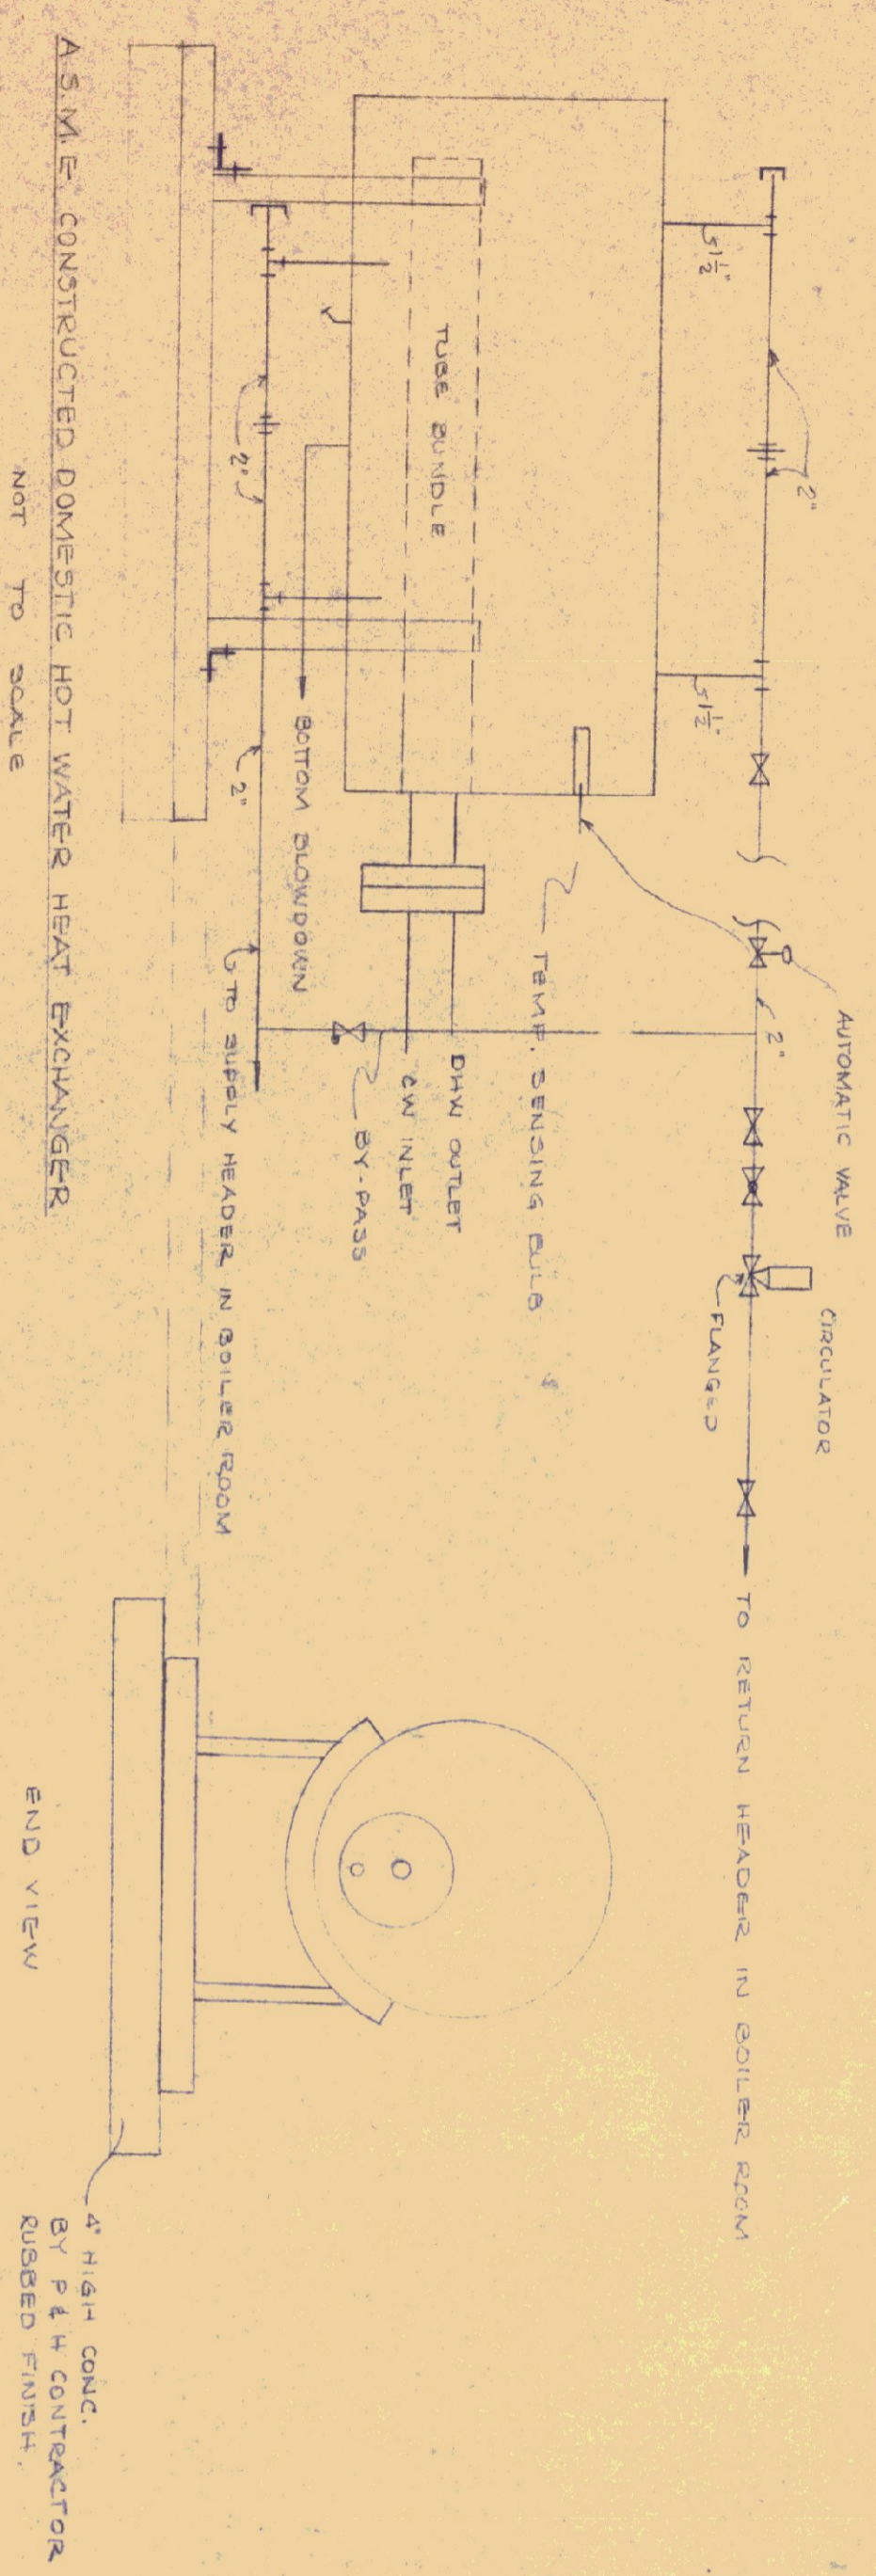 AUTOMATIC VALVE
CIRCULATOR
2"
2"
1½"
1½"
FLANGED
TO RETURN HEADER IN BOILER ROOM
TEMP. SENSING BULB
TUBE BUNDLE
DHW OUTLET
CW INLET
BY-PASS
BOTTOM BLOWDOWN
2"
2"
TO SUPPLY HEADER IN BOILER ROOM
A.S.M.E. CONSTRUCTED DOMESTIC HOT WATER HEAT EXCHANGER
NOT TO SCALE
END VIEW
4" HIGH CONC.
BY P & H CONTRACTOR
RUBBED FINISH.